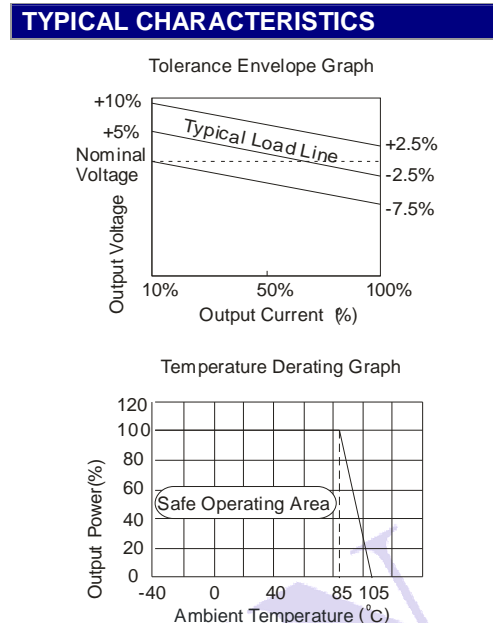 TYPICAL CHARACTERISTICS
Tolerance Envelope Graph
+10%
+5%
Nominal
Voltage
Typical Load Line
+2.5%
-2.5%
-7.5%
Output Voltage
10% 50% 100%
Output Current (%)
Temperature Derating Graph
120
100
80
60
40
20
0
Safe Operating Area
Output Power(%)
-40 0 40 85 105
Ambient Temperature (°C)